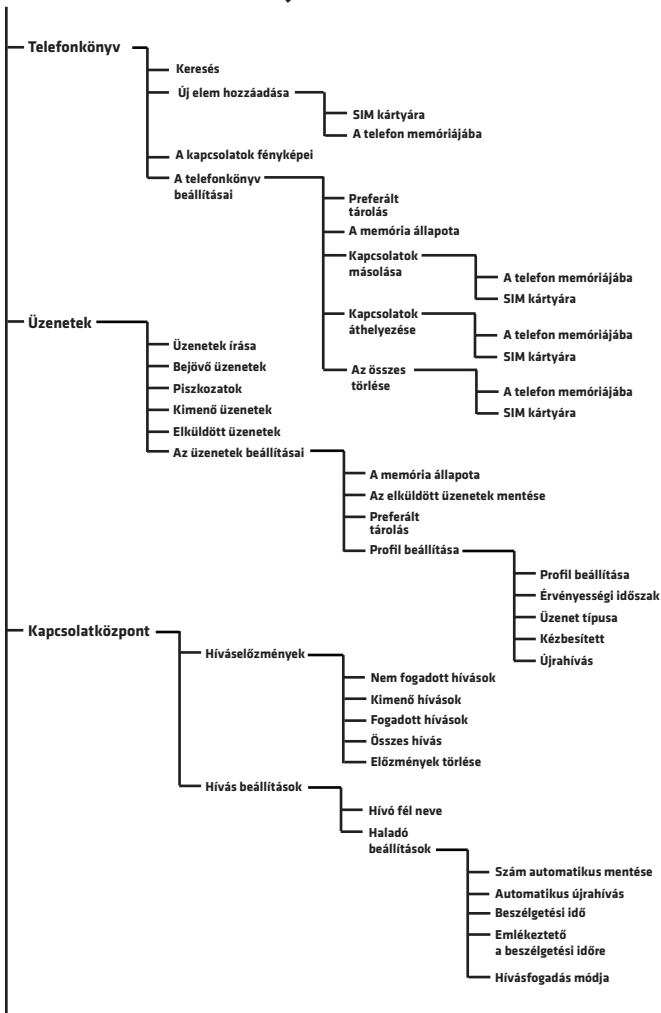 Telefonkönyv
Keresés
Új elem hozzáadása
SIM kártyára
A telefon memóriájába
A kapcsolatok fényképei
A telefonkönyv
beállításai
Preferált
tárolás
A memória állapota
Kapcsolatok
másolása
A telefon memóriájába
SIM kártyára
Kapcsolatok
áthelyezése
A telefon memóriájába
SIM kártyára
Az összes
törlése
A telefon memóriájába
SIM kártyára
Üzenetek
Üzenetek írása
Bejövő üzenetek
Piszkozatok
Kimenő üzenetek
Elküldött üzenetek
Az üzenetek beállításai
A memória állapota
Az elküldött üzenetek mentése
Preferált
tárolás
Profil beállítása
Profil beállítása
Érvényességi időszak
Üzenet típusa
Kézbesített
Újrahívás
Kapcsolatközpont
Híváselőzmények
Nem fogadott hívások
Kimenő hívások
Fogadott hívások
Összes hívás
Előzmények törlése
Hívás beállítások
Hívó fél neve
Haladó
beállítások
Szám automatikus mentése
Automatikus újrahívás
Beszélgetési idő
Emlékeztető
a beszélgetési időre
Hívásfogadás módja